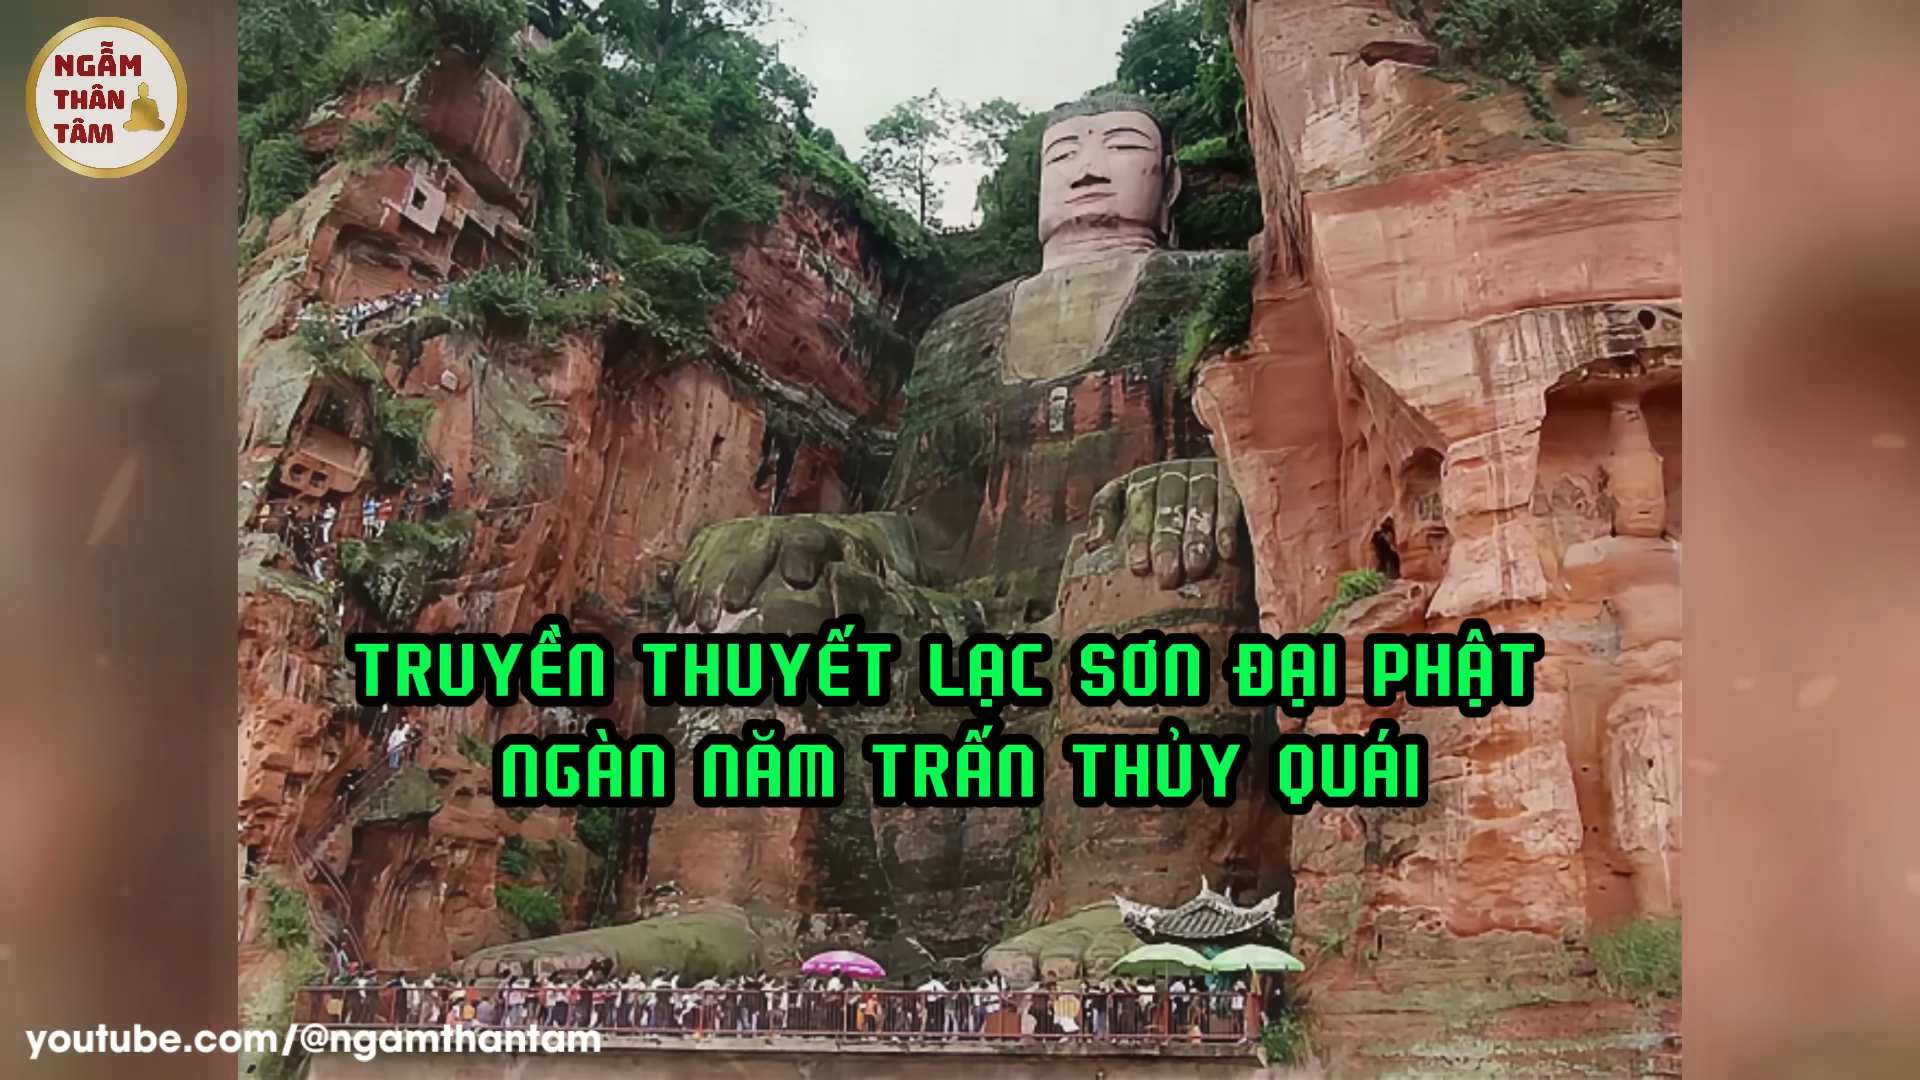 NGẪM
THÂN
TÂM
TRUYỀN THUYẾT LẠC SƠN ĐẠI PHẬT
NGÀN NĂM TRẤN THỦY QUÁI
youtube.com/@ngamthantam